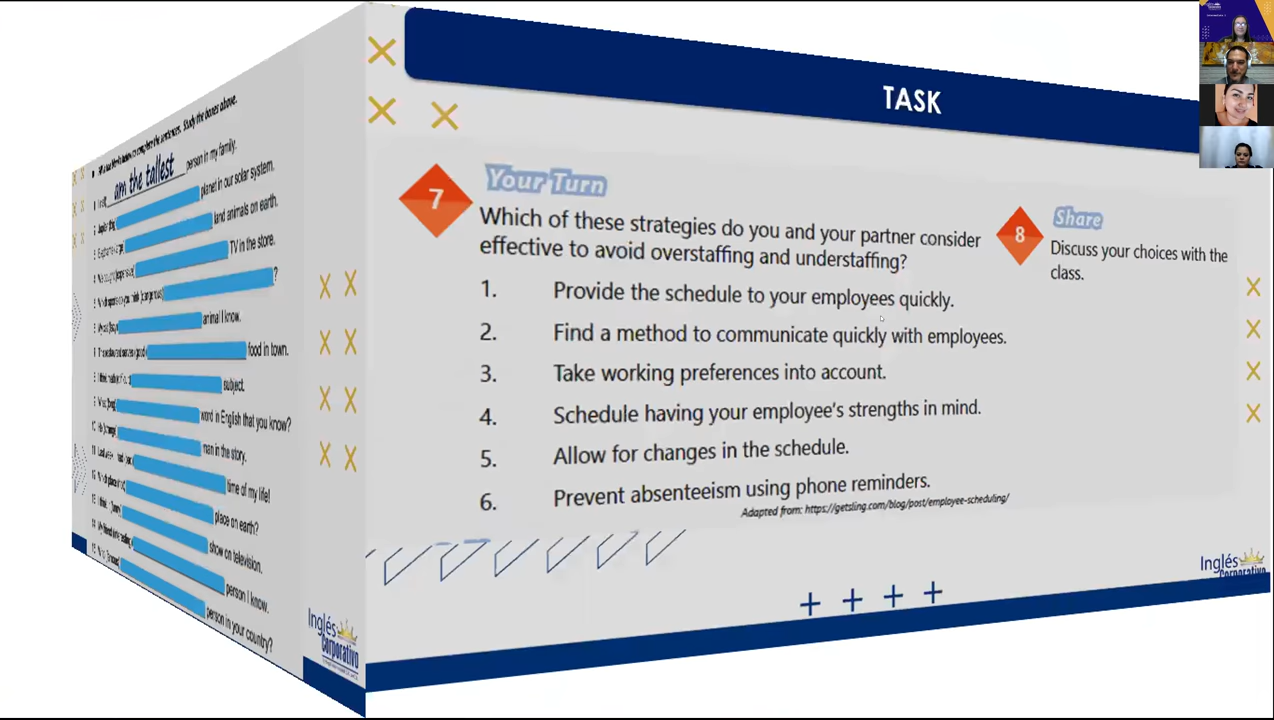 am the tallest person in my family.
planet in our solar system.
land animals on earth.
TV in the store.
?
animal I know.
food in town.
subject.
word in English that you know?
man in the story.
time of my life!
place on earth?
show on television.
person I know.
person in your country?
Inglés
Corporativo
TASK
7
Your Turn
Which of these strategies do you and your partner consider
effective to avoid overstaffing and understaffing?
1. Provide the schedule to your employees quickly.
2. Find a method to communicate quickly with employees.
3. Take working preferences into account.
4. Schedule having your employee's strengths in mind.
5. Allow for changes in the schedule.
6. Prevent absenteeism using phone reminders.
Adapted from: https://getsling.com/blog/post/employee-scheduling/
8
Share
Discuss your choices with the
class.
Inglés
Corporativo